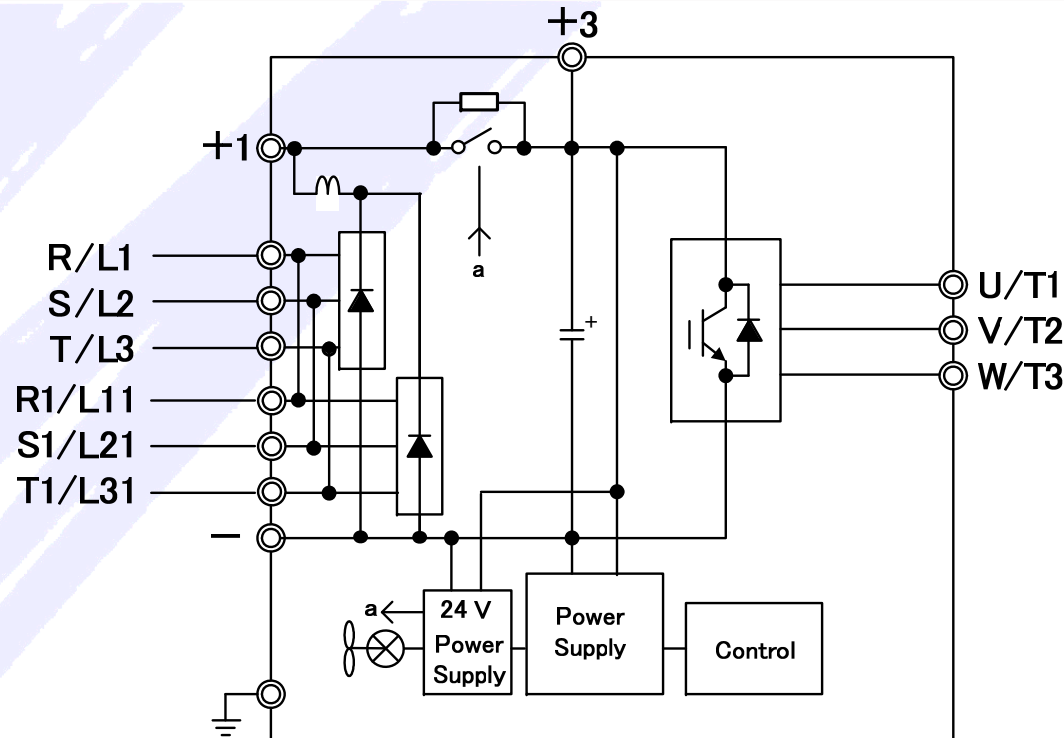 +3
+1
a
R/L1
S/L2
T/L3
R1/L11
S1/L21
T1/L31
−
U/T1
V/T2
W/T3
+
a
24 V
Power
Supply
Power
Supply
Control